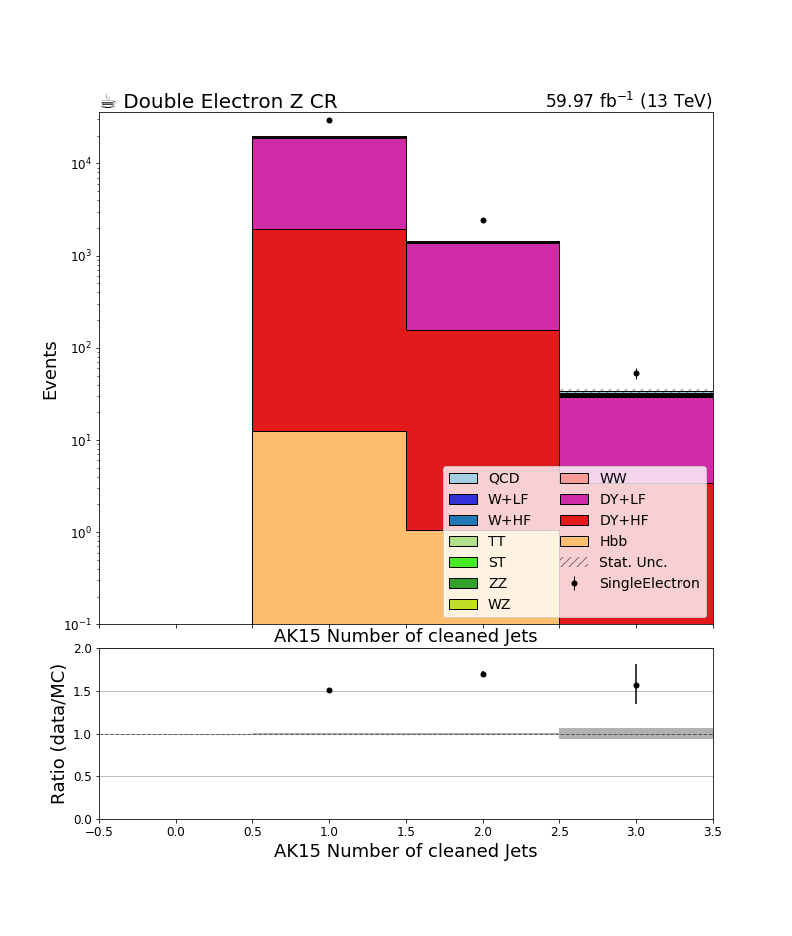 ☕ Double Electron Z CR
59.97 fb⁻¹ (13 TeV)
Events
10⁴
10³
10²
10¹
10⁰
10⁻¹
QCD
W+LF
W+HF
TT
ST
ZZ
WZ
WW
DY+LF
DY+HF
Hbb
Stat. Unc.
SingleElectron
AK15 Number of cleaned Jets
Ratio (data/MC)
2.0
1.5
1.0
0.5
0.0
−0.5 0.0 0.5 1.0 1.5 2.0 2.5 3.0 3.5
AK15 Number of cleaned Jets